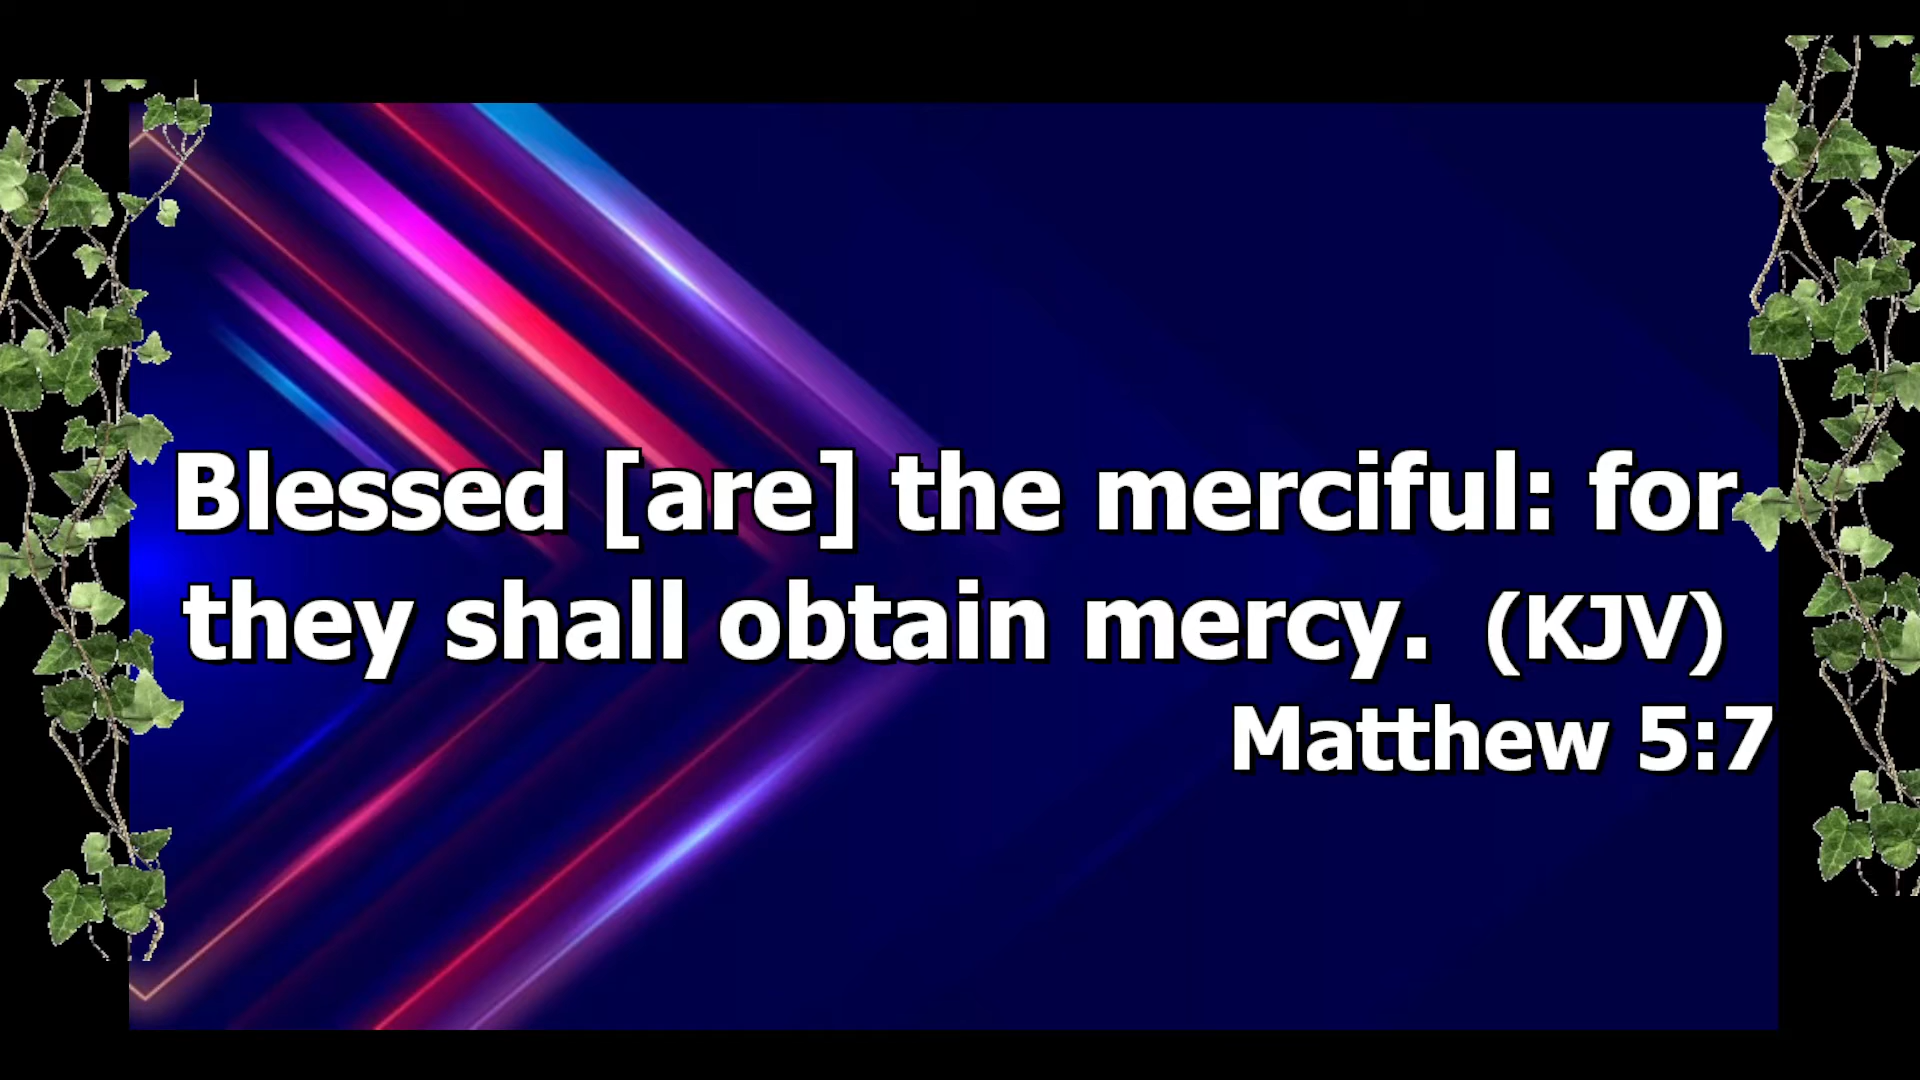 Blessed [are] the merciful: for
they shall obtain mercy. (KJV)
Matthew 5:7